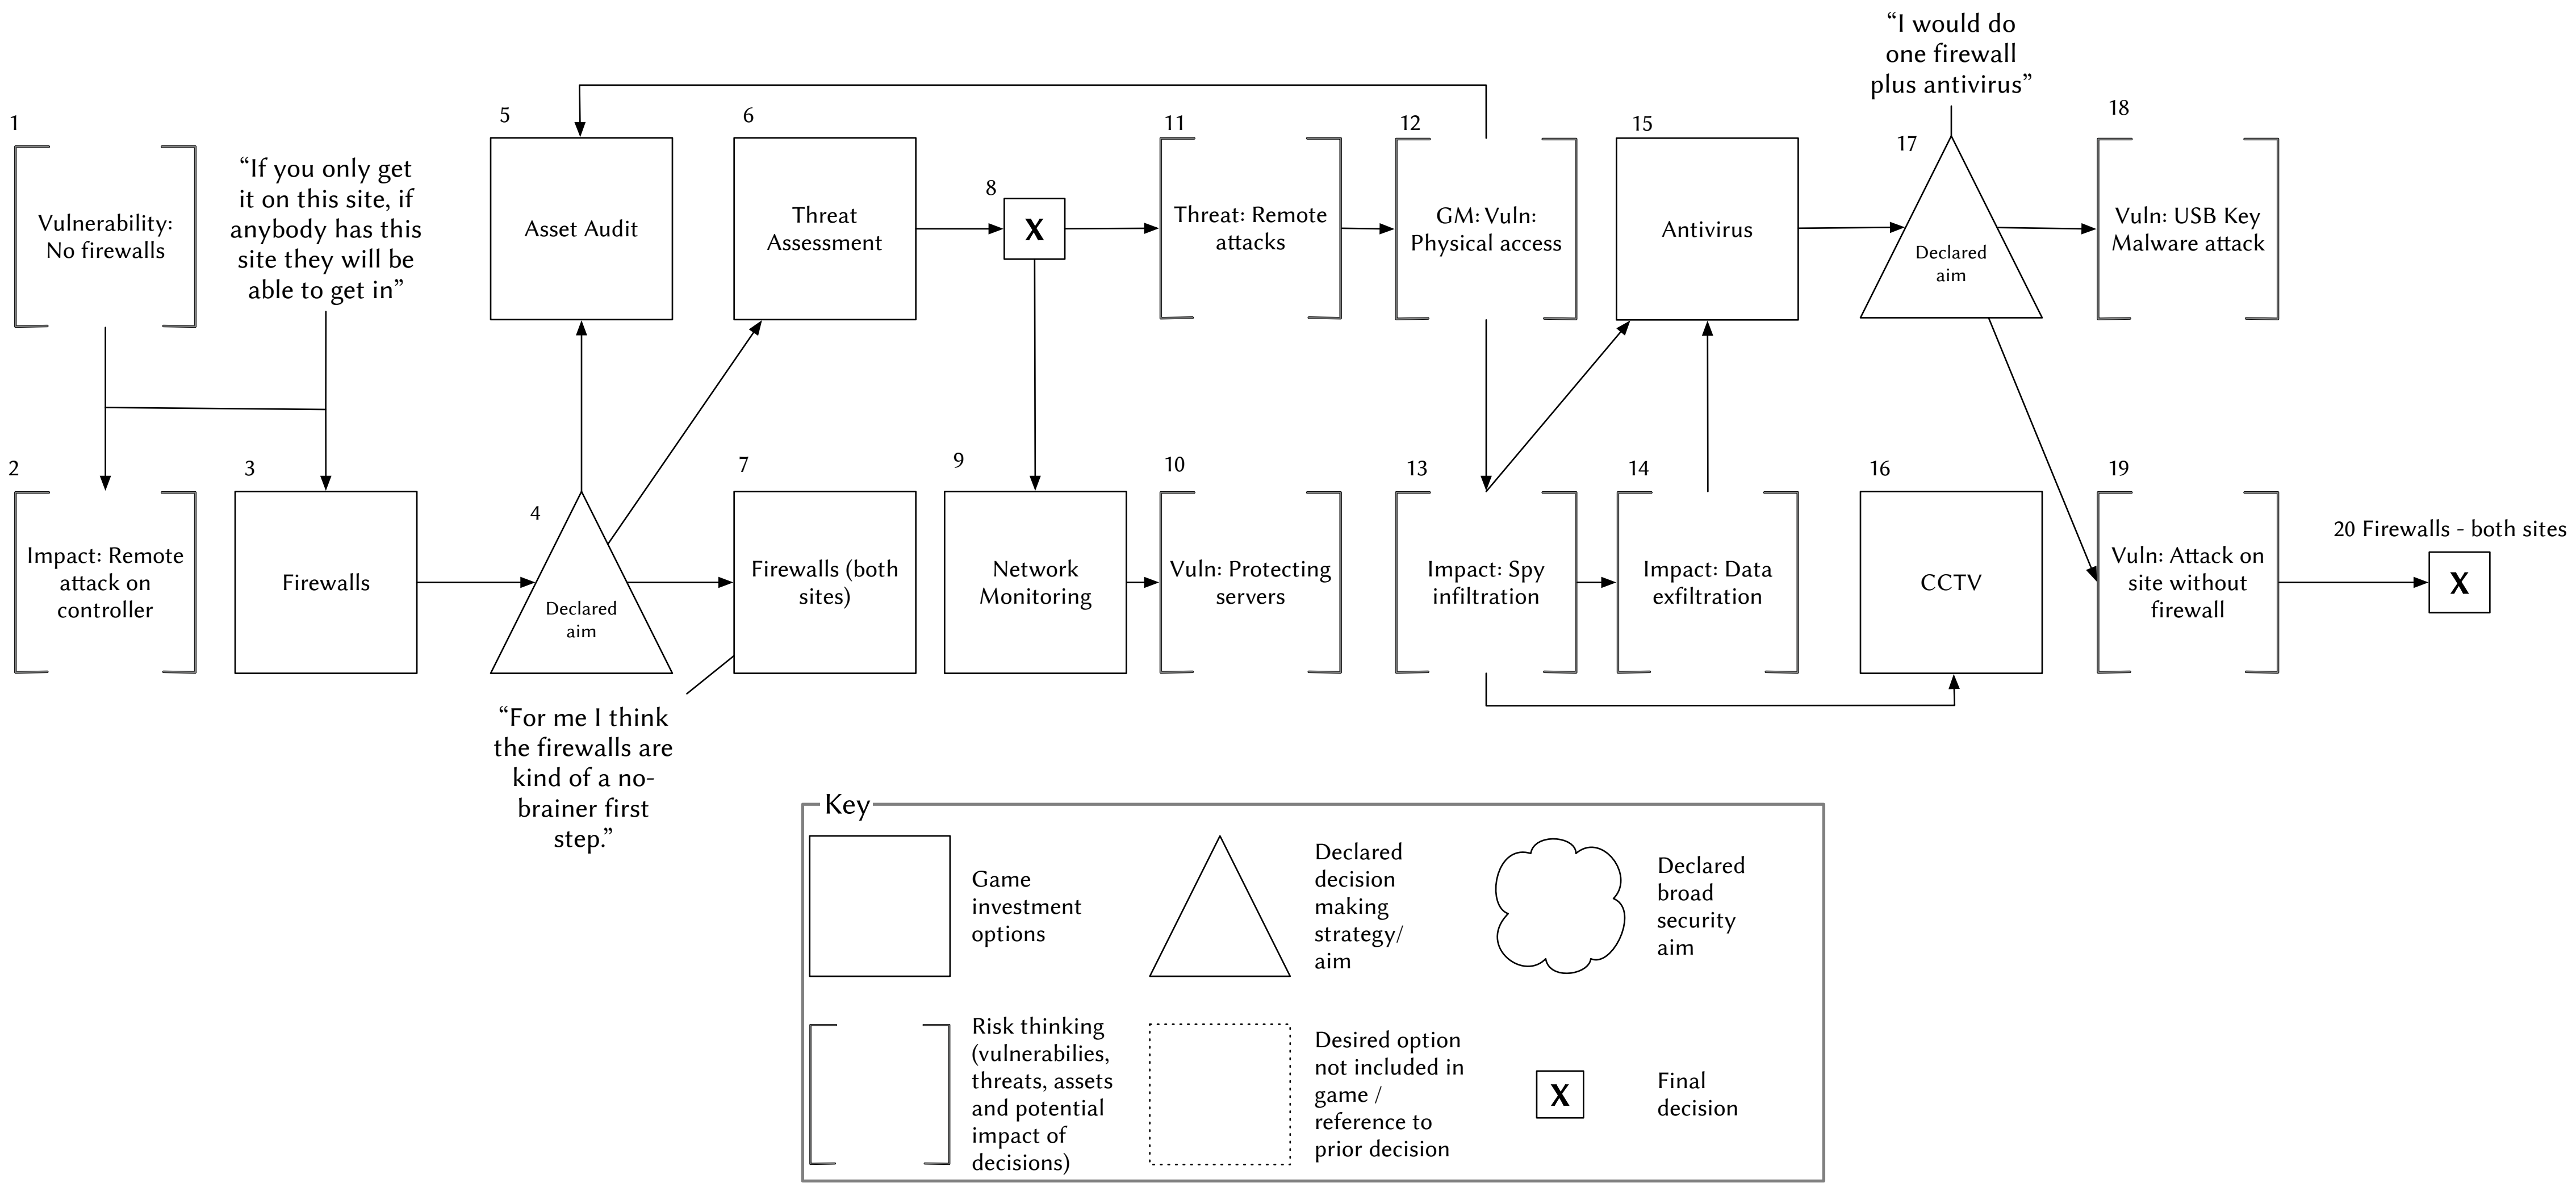 “I would do
one firewall
plus antivirus”
1
Vulnerability:
No firewalls
“If you only get
it on this site, if
anybody has this
site they will be
able to get in”
5
Asset Audit
6
Threat
Assessment
8
X
11
Threat: Remote
attacks
12
GM: Vuln:
Physical access
15
Antivirus
17
Declared
aim
18
Vuln: USB Key
Malware attack
2
Impact: Remote
attack on
controller
3
Firewalls
4
Declared
aim
7
Firewalls (both
sites)
9
Network
Monitoring
10
Vuln: Protecting
servers
13
Impact: Spy
infiltration
14
Impact: Data
exfiltration
16
CCTV
19
Vuln: Attack on
site without
firewall
20 Firewalls - both sites
X
“For me I think
the firewalls are
kind of a no-
brainer first
step.”
Key
Game
investment
options
Declared
decision
making
strategy/
aim
Declared
broad
security
aim
Risk thinking
(vulnerabilies,
threats, assets
and potential
impact of
decisions)
Desired option
not included in
game /
reference to
prior decision
X
Final
decision